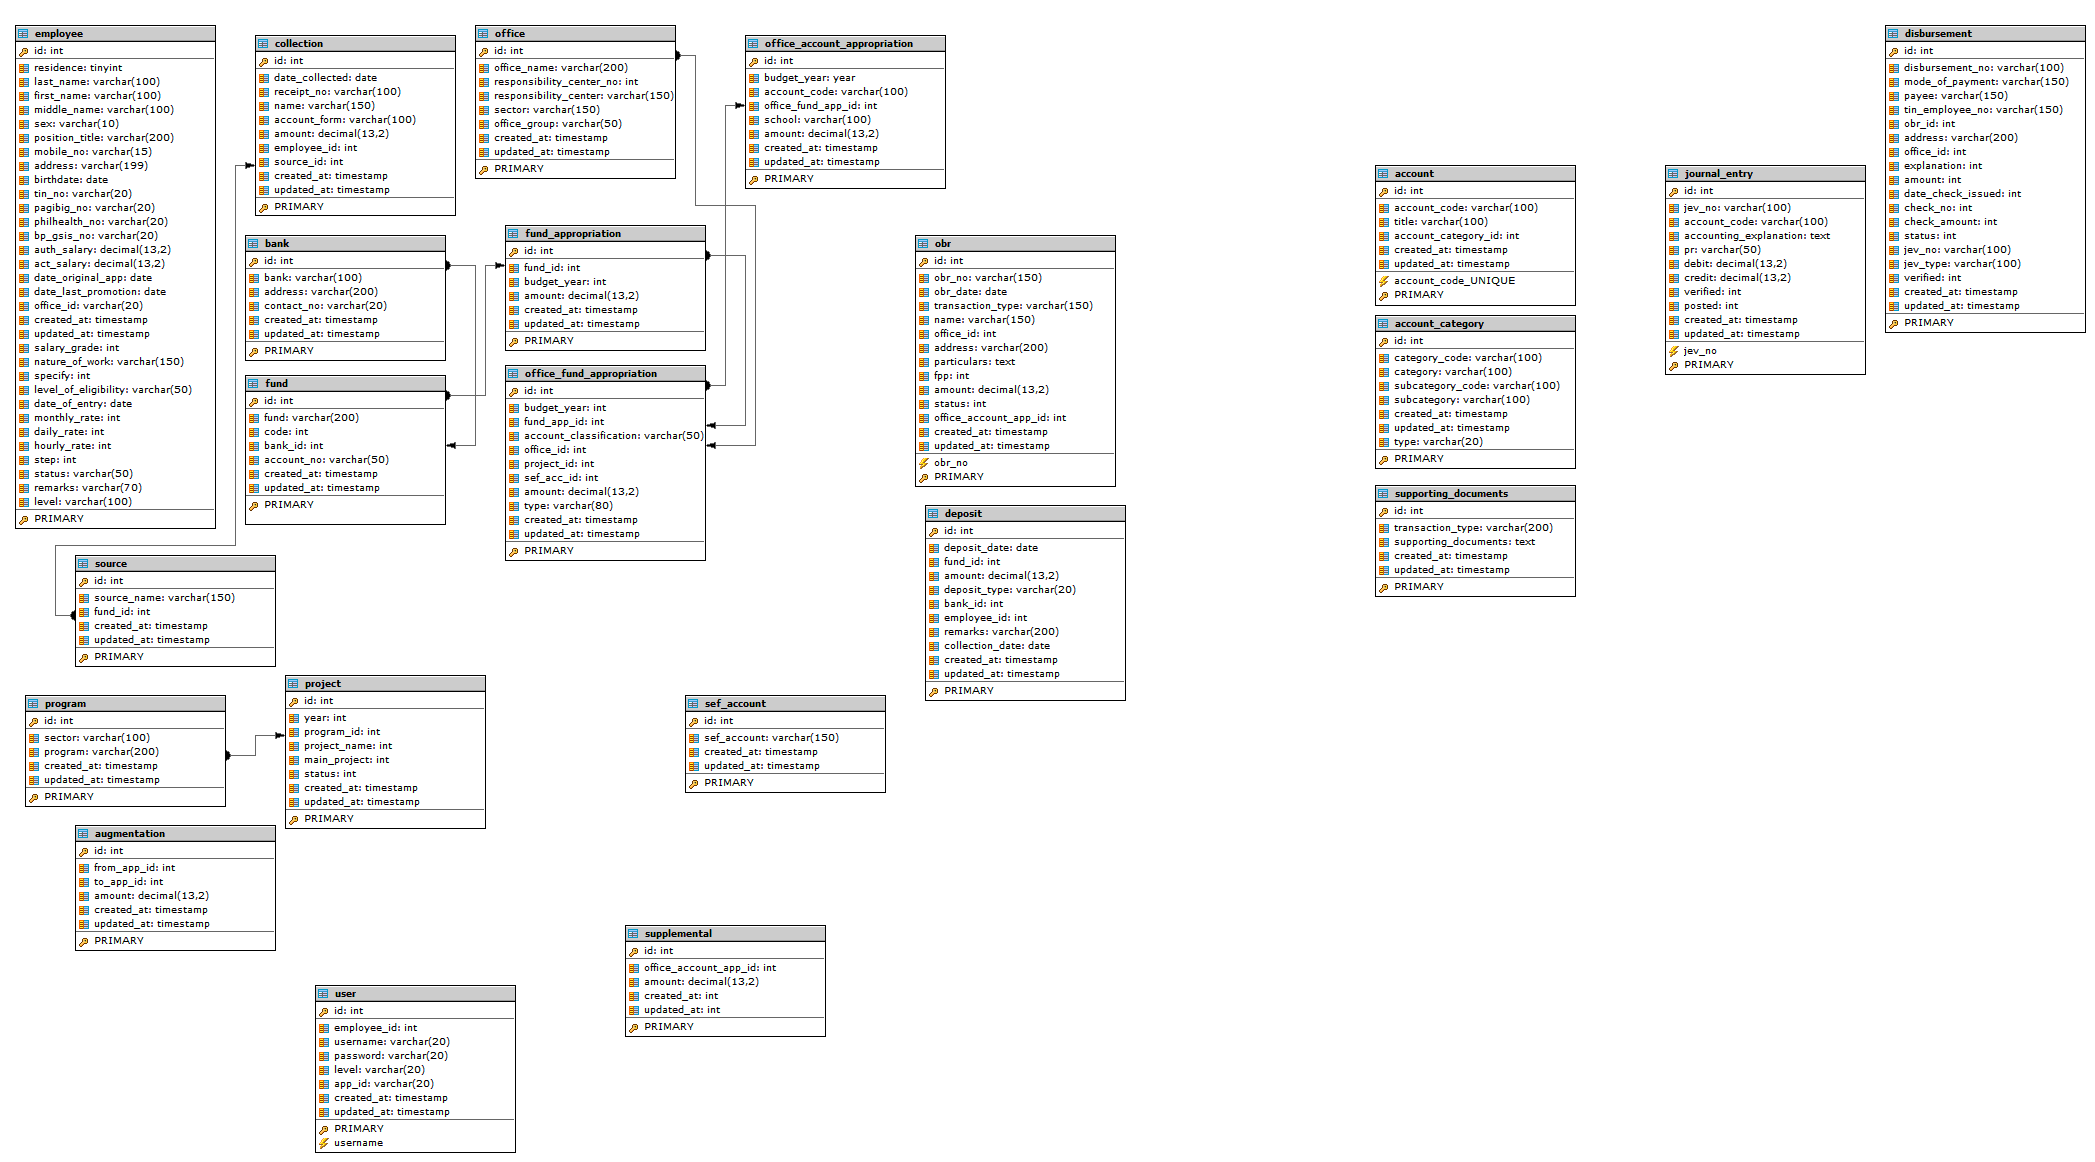 employee
id: int
residence: tinyint
last_name: varchar(100)
first_name: varchar(100)
middle_name: varchar(100)
sex: varchar(10)
position_title: varchar(200)
mobile_no: varchar(15)
address: varchar(199)
birthdate: date
tin_no: varchar(20)
pagibig_no: varchar(20)
philhealth_no: varchar(20)
bp_gsis_no: varchar(20)
auth_salary: decimal(13,2)
act_salary: decimal(13,2)
date_original_app: date
date_last_promotion: date
office_id: varchar(20)
created_at: timestamp
updated_at: timestamp
salary_grade: int
nature_of_work: varchar(150)
specify: int
level_of_eligibility: varchar(50)
date_of_entry: date
monthly_rate: int
daily_rate: int
hourly_rate: int
step: int
status: varchar(50)
remarks: varchar(70)
level: varchar(100)
PRIMARY
collection
id: int
date_collected: date
receipt_no: varchar(100)
name: varchar(150)
account_form: varchar(100)
amount: decimal(13,2)
employee_id: int
source_id: int
created_at: timestamp
updated_at: timestamp
PRIMARY
office
id: int
office_name: varchar(200)
responsibility_center_no: int
responsibility_center: varchar(150)
sector: varchar(150)
office_group: varchar(50)
created_at: timestamp
updated_at: timestamp
PRIMARY
office_account_appropriation
id: int
budget_year: year
account_code: varchar(100)
office_fund_app_id: int
school: varchar(100)
amount: decimal(13,2)
created_at: timestamp
updated_at: timestamp
PRIMARY
bank
id: int
bank: varchar(100)
address: varchar(200)
contact_no: varchar(20)
created_at: timestamp
updated_at: timestamp
PRIMARY
fund_appropriation
id: int
fund_id: int
budget_year: int
amount: decimal(13,2)
created_at: timestamp
updated_at: timestamp
PRIMARY
fund
id: int
fund: varchar(200)
code: int
bank_id: int
account_no: varchar(50)
created_at: timestamp
updated_at: timestamp
PRIMARY
office_fund_appropriation
id: int
budget_year: int
fund_app_id: int
account_classification: varchar(50)
office_id: int
project_id: int
sef_acc_id: int
amount: decimal(13,2)
type: varchar(80)
created_at: timestamp
updated_at: timestamp
PRIMARY
obr
id: int
obr_no: varchar(150)
obr_date: date
transaction_type: varchar(150)
name: varchar(150)
office_id: int
address: varchar(200)
particulars: text
fpp: int
amount: decimal(13,2)
status: int
office_account_app_id: int
created_at: timestamp
updated_at: timestamp
obr_no
PRIMARY
deposit
id: int
deposit_date: date
fund_id: int
amount: decimal(13,2)
deposit_type: varchar(20)
bank_id: int
employee_id: int
remarks: varchar(200)
collection_date: date
created_at: timestamp
updated_at: timestamp
PRIMARY
account
id: int
account_code: varchar(100)
title: varchar(100)
account_category_id: int
created_at: timestamp
updated_at: timestamp
account_code_UNIQUE
PRIMARY
account_category
id: int
category_code: varchar(100)
category: varchar(100)
subcategory_code: varchar(100)
subcategory: varchar(100)
created_at: timestamp
updated_at: timestamp
type: varchar(20)
PRIMARY
supporting_documents
id: int
transaction_type: varchar(200)
supporting_documents: text
created_at: timestamp
updated_at: timestamp
PRIMARY
journal_entry
id: int
jev_no: varchar(100)
account_code: varchar(100)
accounting_explanation: text
pr: varchar(50)
debit: decimal(13,2)
credit: decimal(13,2)
verified: int
posted: int
created_at: timestamp
updated_at: timestamp
jev_no
PRIMARY
disbursement
id: int
disbursement_no: varchar(100)
mode_of_payment: varchar(150)
payee: varchar(150)
tin_employee_no: varchar(150)
obr_id: int
address: varchar(200)
office_id: int
explanation: int
amount: int
date_check_issued: int
check_no: int
check_amount: int
status: int
jev_no: varchar(100)
jev_type: varchar(100)
verified: int
created_at: timestamp
updated_at: timestamp
PRIMARY
source
id: int
source_name: varchar(150)
fund_id: int
created_at: timestamp
updated_at: timestamp
PRIMARY
program
id: int
sector: varchar(100)
program: varchar(200)
created_at: timestamp
updated_at: timestamp
PRIMARY
project
id: int
year: int
program_id: int
project_name: int
main_project: int
status: int
created_at: timestamp
updated_at: timestamp
PRIMARY
sef_account
id: int
sef_account: varchar(150)
created_at: timestamp
updated_at: timestamp
PRIMARY
augmentation
id: int
from_app_id: int
to_app_id: int
amount: decimal(13,2)
created_at: timestamp
updated_at: timestamp
PRIMARY
supplemental
id: int
office_account_app_id: int
amount: decimal(13,2)
created_at: int
updated_at: int
PRIMARY
user
id: int
employee_id: int
username: varchar(20)
password: varchar(20)
level: varchar(20)
app_id: varchar(20)
created_at: timestamp
updated_at: timestamp
PRIMARY
username